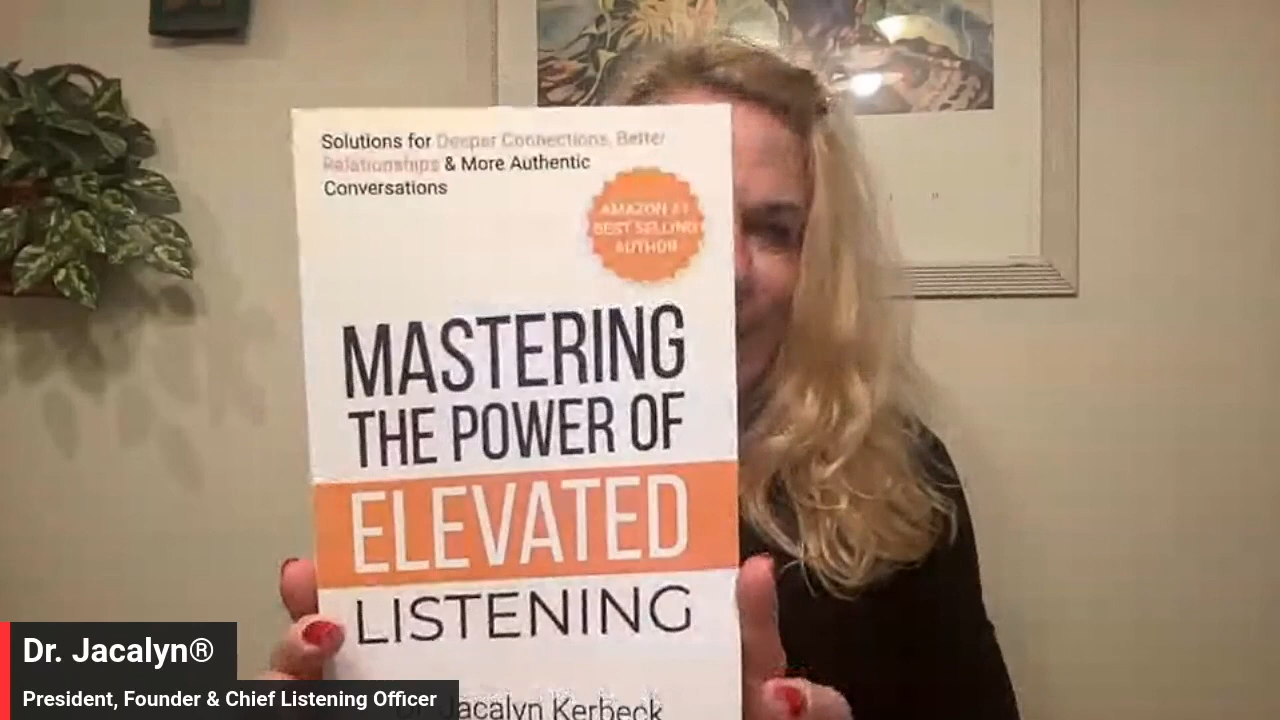 Solutions for Deeper Connections, Better
Relationships & More Authentic
Conversations
AMAZON #1
BEST SELLING
AUTHOR
MASTERING
THE POWER OF
ELEVATED
LISTENING
Jacalyn Kerbeck
Dr. Jacalyn®
President, Founder & Chief Listening Officer